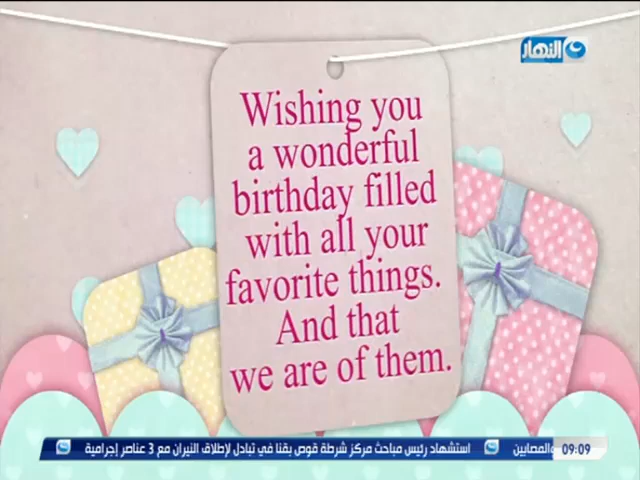 النهار
Wishing you
a wonderful
birthday filled
with all your
favorite things.
And that
we are of them.
استشهاد رئيس مباحث مركز شرطة قوص بقنا في تبادل لإطلاق النيران مع 3 عناصر إجرامية
والمصابين
09:09